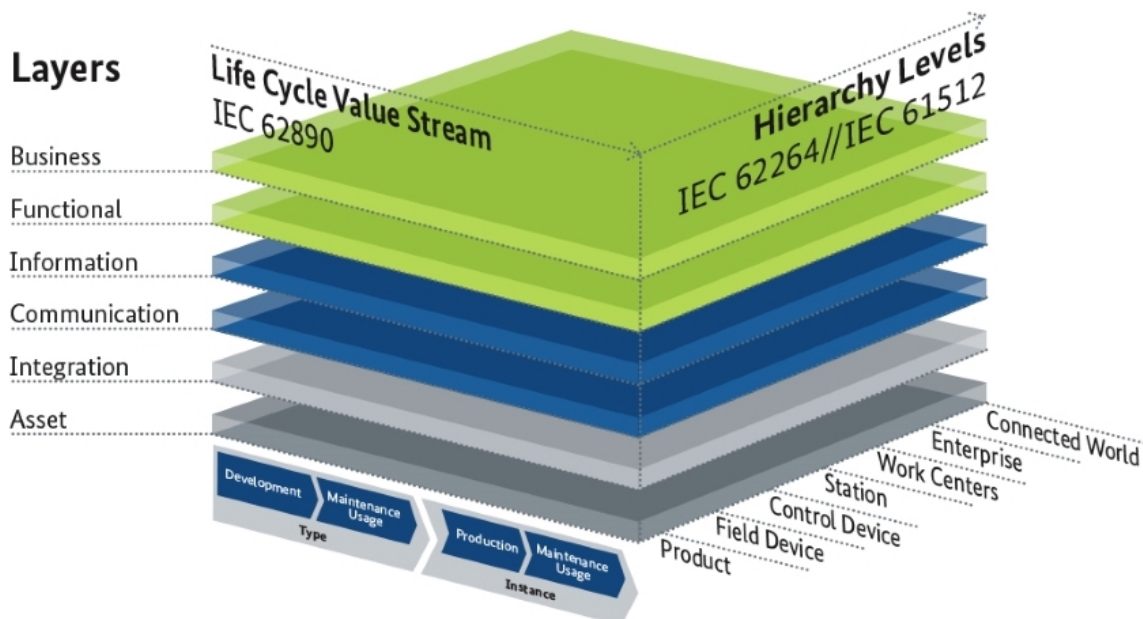 Layers
Life Cycle Value Stream
IEC 62890
Hierarchy Levels
IEC 62264//IEC 61512
Business
Functional
Information
Communication
Integration
Asset
Development
Maintenance
Usage
Type
Production
Maintenance
Usage
Instance
Product
Field Device
Control Device
Station
Work Centers
Enterprise
Connected World